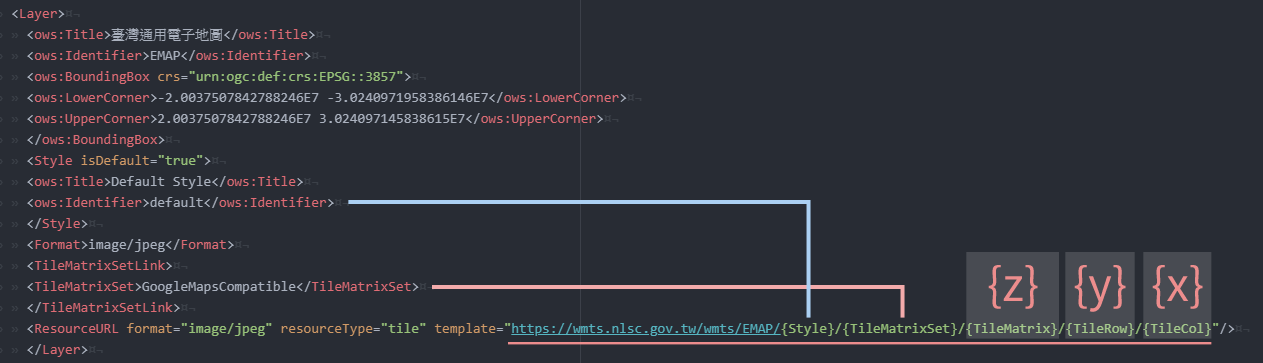 <Layer>
<ows:Title>臺灣通用電子地圖</ows:Title>
<ows:Identifier>EMAP</ows:Identifier>
<ows:BoundingBox crs="urn:ogc:def:crs:EPSG::3857">
<ows:LowerCorner>-2.0037507842788246E7 -3.0240971958386146E7</ows:LowerCorner>
<ows:UpperCorner>2.0037507842788246E7 3.024097145838615E7</ows:UpperCorner>
</ows:BoundingBox>
<Style isDefault="true">
<ows:Title>Default Style</ows:Title>
<ows:Identifier>default</ows:Identifier>
</Style>
<Format>image/jpeg</Format>
<TileMatrixSetLink>
<TileMatrixSet>GoogleMapsCompatible</TileMatrixSet>
</TileMatrixSetLink>
{z} {y} {x}
<ResourceURL format="image/jpeg" resourceType="tile" template="https://wmts.nlsc.gov.tw/wmts/EMAP/{Style}/{TileMatrixSet}/{TileMatrix}/{TileRow}/{TileCol}"/>
</Layer>